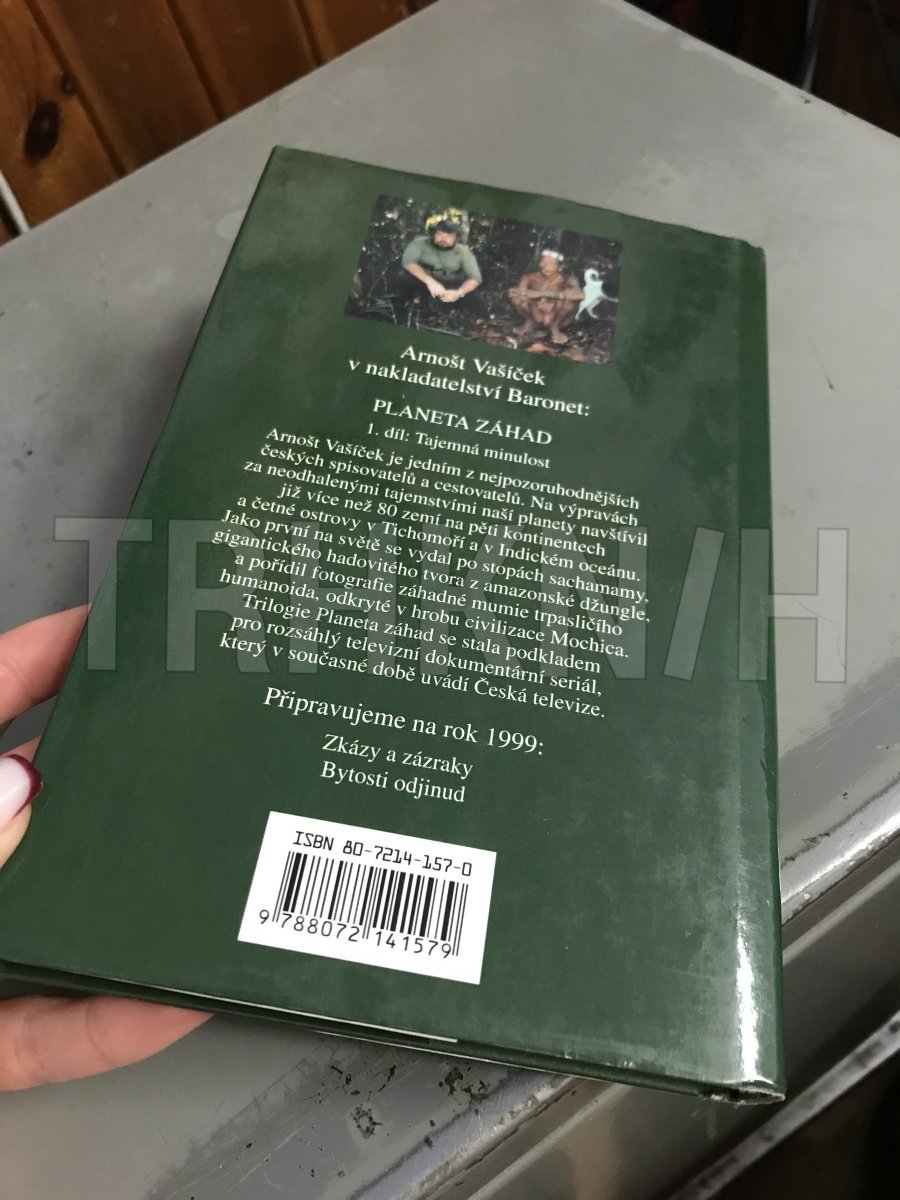 Arnošt Vašíček
v nakladatelství Baronet:
PLANETA ZÁHAD
1. díl: Tajemná minulost
Arnošt Vašíček je jedním z nejpozoruhodnějších
českých spisovatelů a cestovatelů. Na výpravách
za neodhalenými tajemstvími naší planety navštívil
již více než 80 zemí na pěti kontinentech
a četné ostrovy v Tichomoří a v Indickém oceánu.
Jako první na světě se vydal po stopách sachamamy,
gigantického hadovitého tvora z amazonské džungle,
a pořídil fotografie záhadné mumie trpasličího
humanoida, odkryté v hrobu civilizace Mochica.
Trilogie Planeta záhad se stala podkladem
pro rozsáhlý televizní dokumentární seriál,
který v současné době uvádí Česká televize.
Připravujeme na rok 1999:
Zkázy a zázraky
Bytosti odjinud
ISBN 80-7214-157-0
9 788072 141579
TRHKN/H